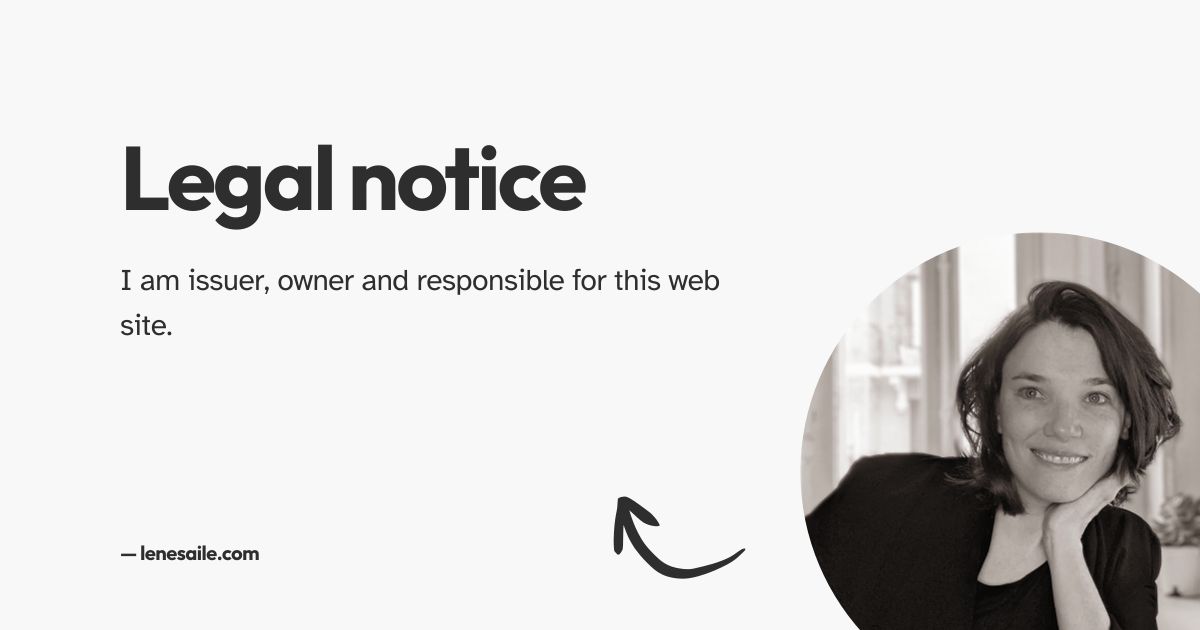 Legal notice
I am issuer, owner and responsible for this web
site.
— lenesaile.com